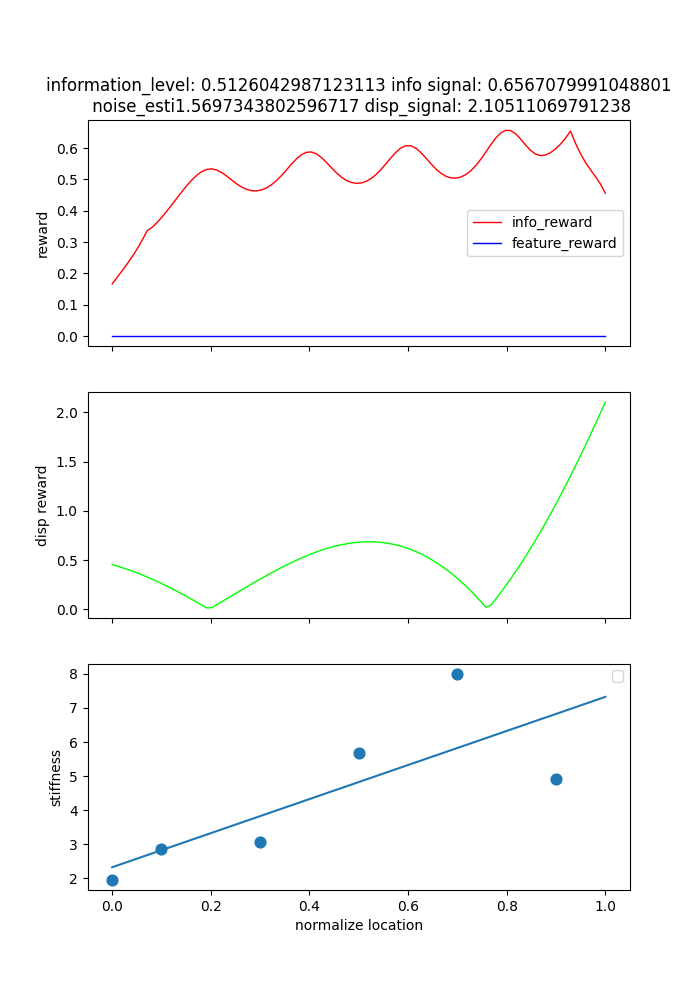 information_level: 0.5126042987123113 info signal: 0.6567079991048801
noise_esti1.5697343802596717 disp_signal: 2.10511069791238
0.6
0.5
0.4
0.3
0.2
0.1
0.0
reward
info_reward
feature_reward
2.0
1.5
1.0
0.5
0.0
disp reward
8
7
6
5
4
3
2
stiffness
0.0 0.2 0.4 0.6 0.8 1.0
normalize location